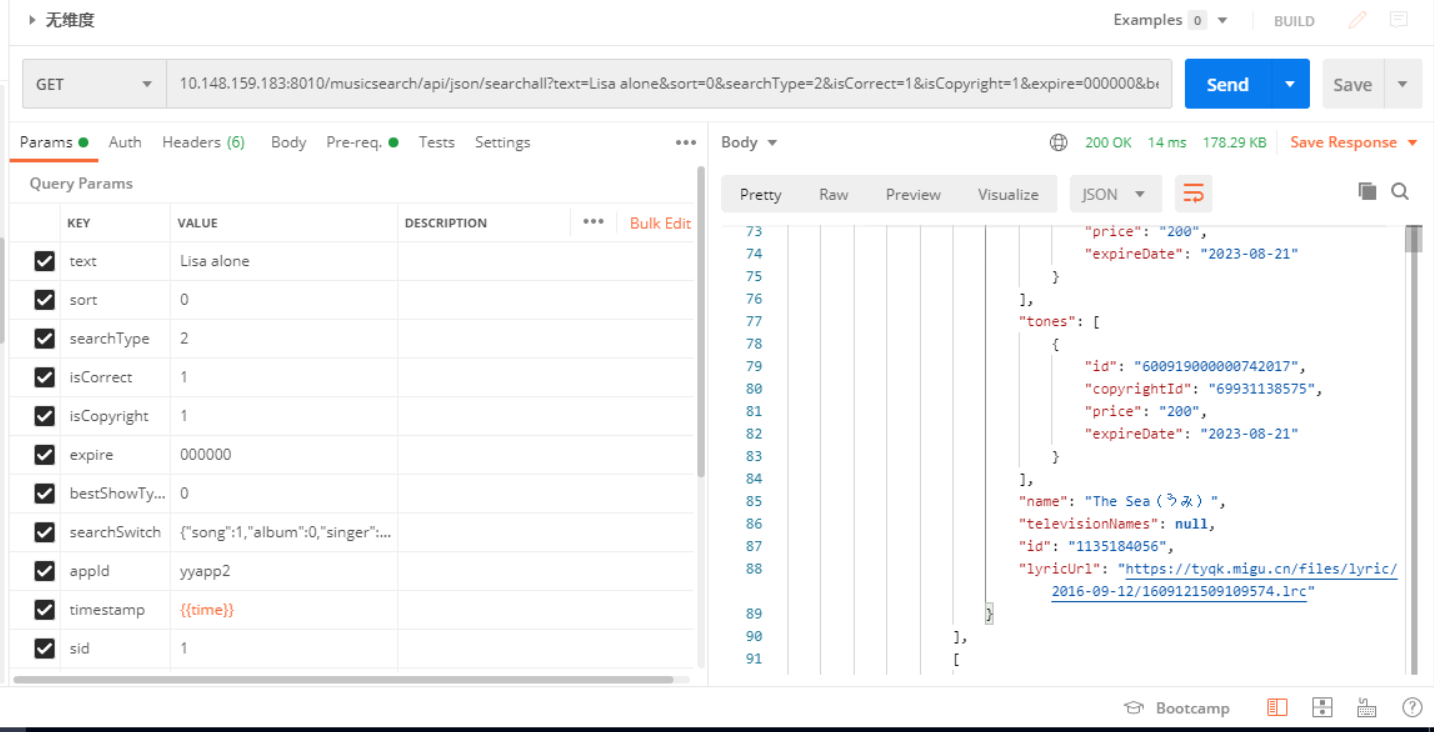 无维度
Examples 0 BUILD
GET 10.148.159.183:8010/musicsearch/api/json/searchall?text=Lisa alone&sort=0&searchType=2&isCorrect=1&isCopyright=1&expire=000000&be Send Save
Params Auth Headers (6) Body Pre-req. Tests Settings •••
Query Params
KEY VALUE DESCRIPTION ••• Bulk Edit
text Lisa alone
sort 0
searchType 2
isCorrect 1
isCopyright 1
expire 000000
bestShowTy... 0
searchSwitch {"song":1,"album":0,"singer":...
appId yyapp2
timestamp {{time}}
sid 1
Body 200 OK 14 ms 178.29 KB Save Response
Pretty Raw Preview Visualize JSON
73 "price": "200",
74 "expireDate": "2023-08-21"
75 }
76 ],
77 "tones": [
78 {
79 "id": "600919000000742017",
80 "copyrightId": "69931138575",
81 "price": "200",
82 "expireDate": "2023-08-21"
83 }
84 ],
85 "name": "The Sea（うみ）",
86 "televisionNames": null,
87 "id": "1135184056",
88 "lyricUrl": "https://tyqk.migu.cn/files/lyric/
2016-09-12/1609121509109574.lrc"
89 }
90 ],
91 [
Bootcamp